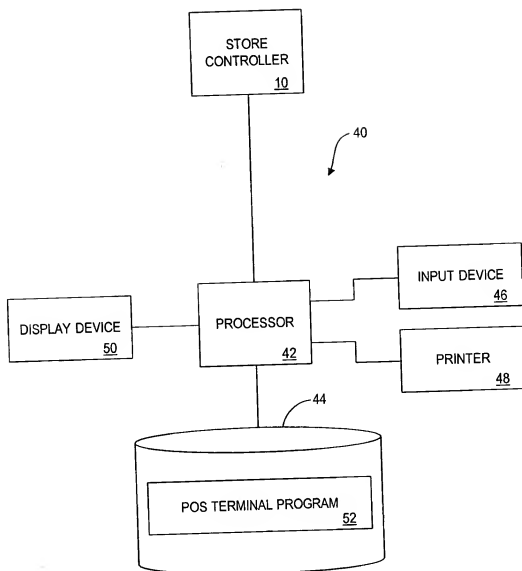 STORE
CONTROLLER
10
40
INPUT DEVICE
46
DISPLAY DEVICE
50
PROCESSOR
42
PRINTER
48
44
POS TERMINAL PROGRAM
52